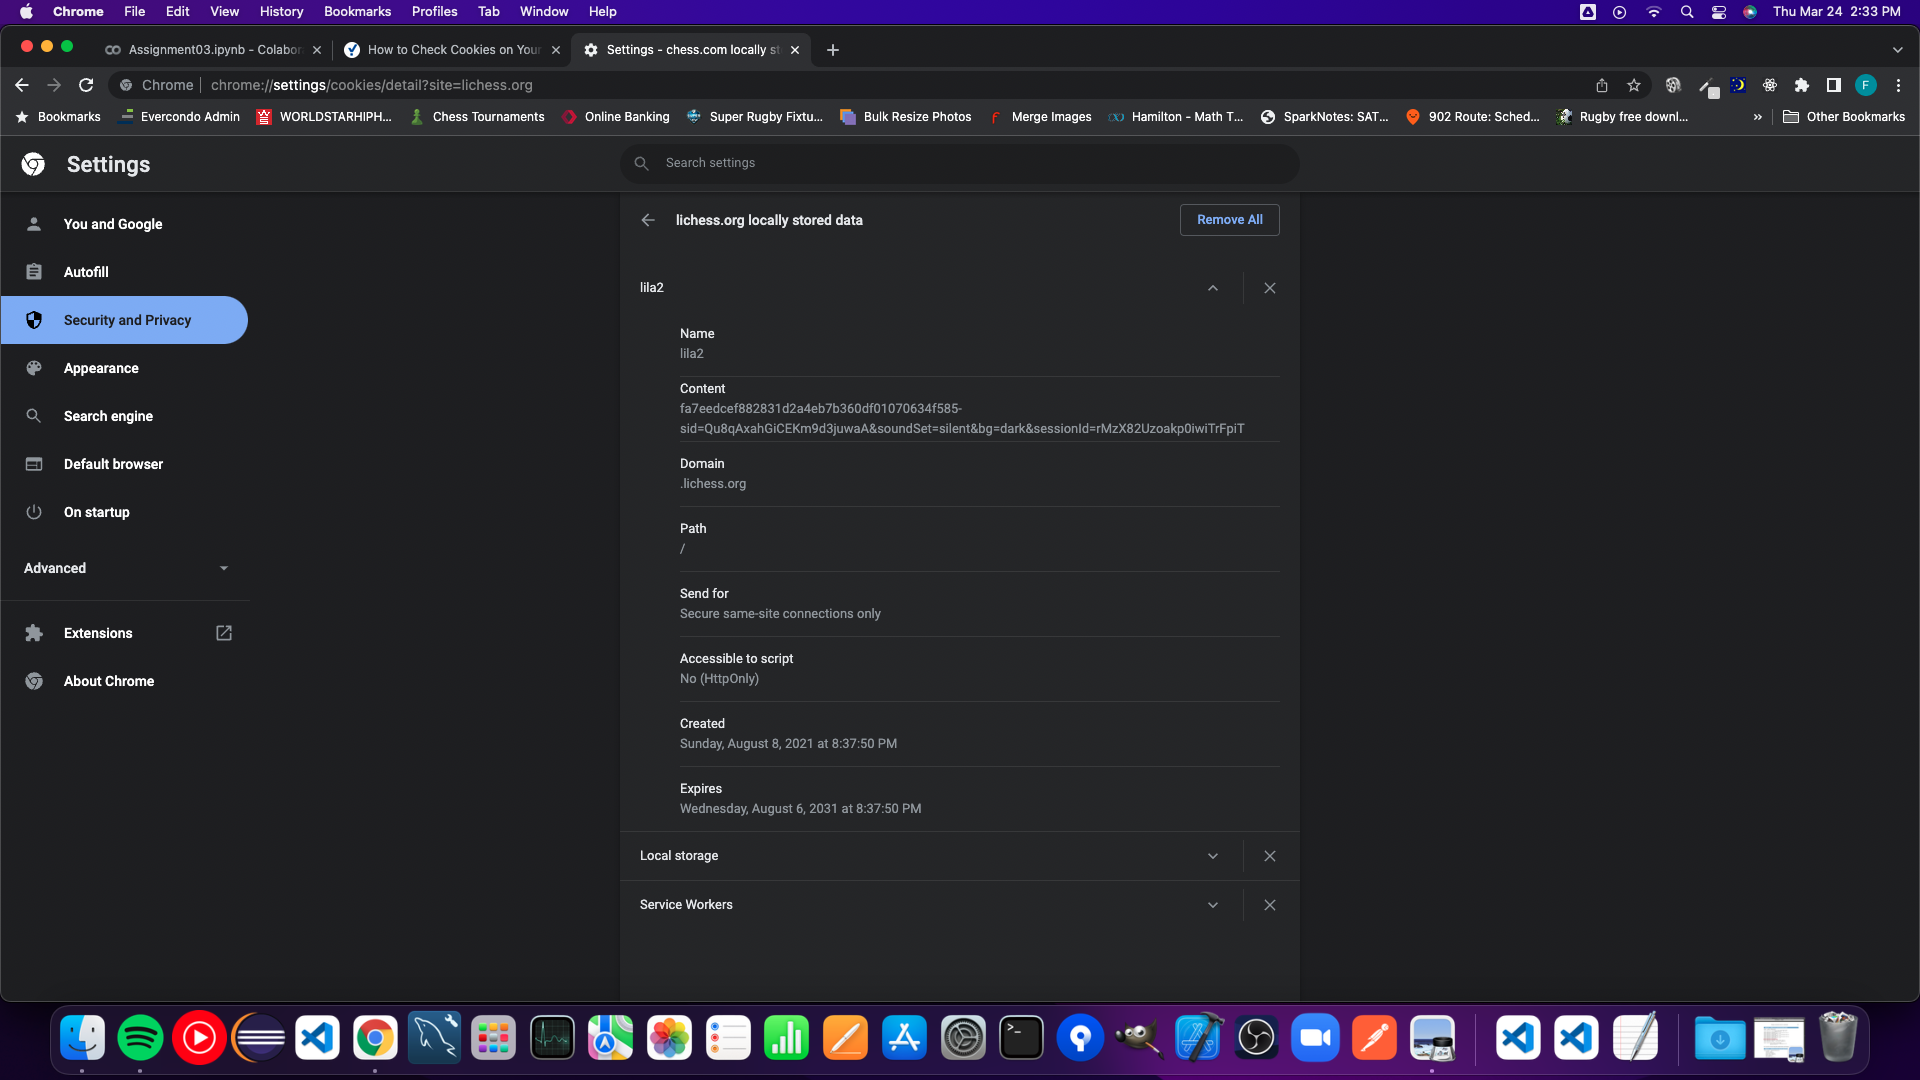 Chrome File Edit View History Bookmarks Profiles Tab Window Help Thu Mar 24 2:33 PM
Assignment03.ipynb - Colabor How to Check Cookies on Your Settings - chess.com locally st
Chrome chrome://settings/cookies/detail?site=lichess.org F
Bookmarks Evercondo Admin WORLDSTARHIPH... Chess Tournaments Online Banking Super Rugby Fixtu... Bulk Resize Photos Merge Images Hamilton - Math T... SparkNotes: SAT... 902 Route: Sched... Rugby free downl... » Other Bookmarks
Settings
Search settings
You and Google
Autofill
Security and Privacy
Appearance
Search engine
Default browser
On startup
Advanced
Extensions
About Chrome
lichess.org locally stored data
Remove All
lila2
Name
lila2
Content
fa7eedcef882831d2a4eb7b360df01070634f585-
sid=Qu8qAxahGiCEKm9d3juwaA&soundSet=silent&bg=dark&sessionId=rMzX82Uzoakp0iwiTrFpiT
Domain
.lichess.org
Path
/
Send for
Secure same-site connections only
Accessible to script
No (HttpOnly)
Created
Sunday, August 8, 2021 at 8:37:50 PM
Expires
Wednesday, August 6, 2031 at 8:37:50 PM
Local storage
Service Workers